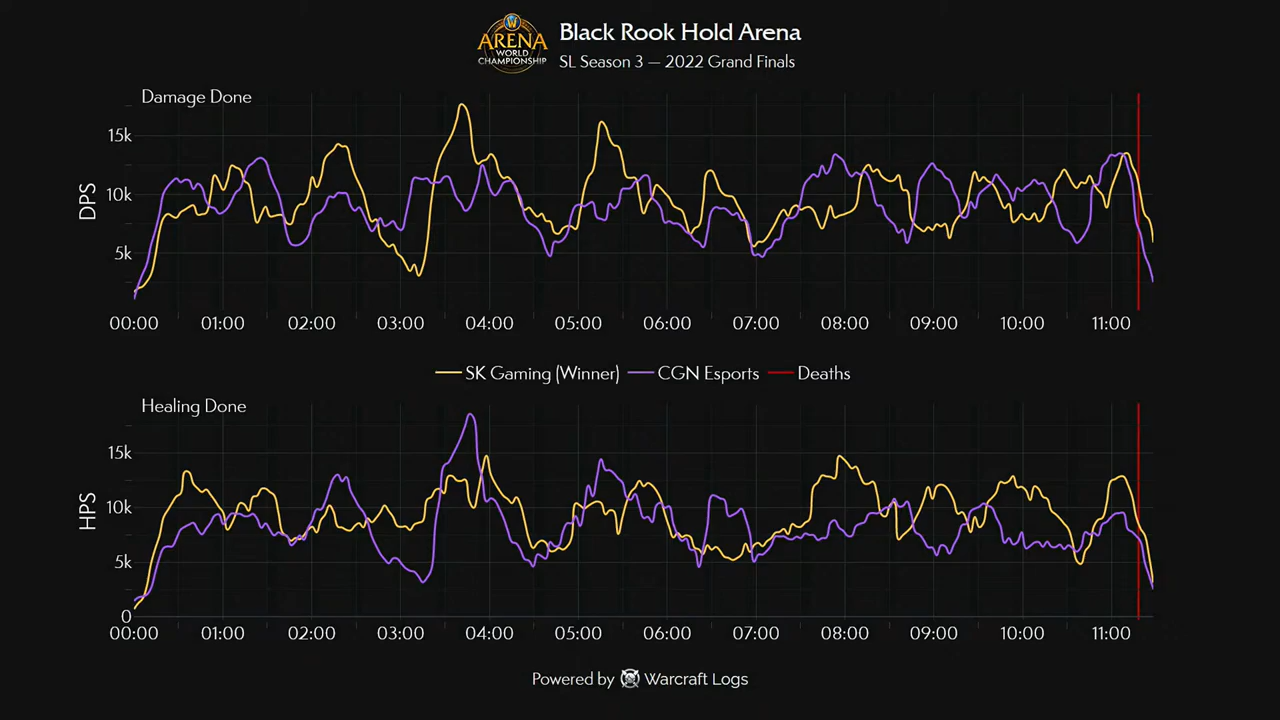 ARENA
WORLD
CHAMPIONSHIP
Black Rook Hold Arena
SL Season 3 — 2022 Grand Finals
Damage Done
DPS
15k
10k
5k
00:00 01:00 02:00 03:00 04:00 05:00 06:00 07:00 08:00 09:00 10:00 11:00
SK Gaming (Winner) CGN Esports Deaths
Healing Done
HPS
15k
10k
5k
0
00:00 01:00 02:00 03:00 04:00 05:00 06:00 07:00 08:00 09:00 10:00 11:00
Powered by Warcraft Logs